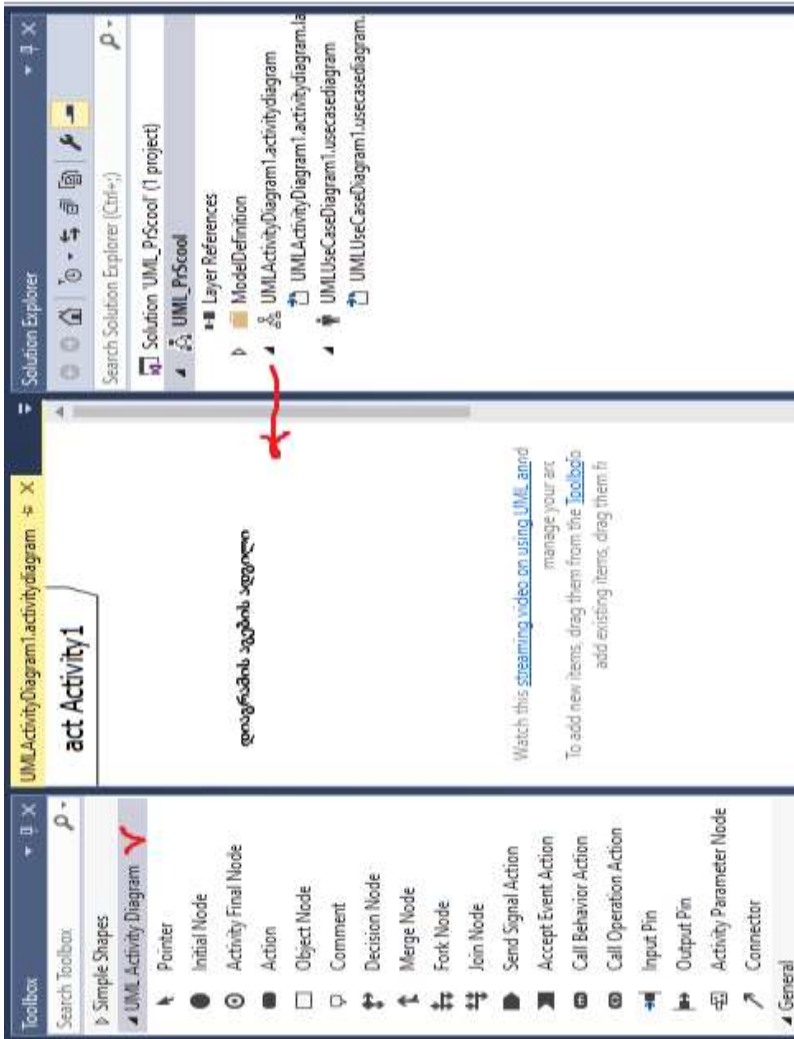 Toolbox
Search Toolbox
Simple Shapes
UML Activity Diagram
Pointer
Initial Node
Activity Final Node
Action
Object Node
Comment
Decision Node
Merge Node
Fork Node
Join Node
Send Signal Action
Accept Event Action
Call Behavior Action
Call Operation Action
Input Pin
Output Pin
Activity Parameter Node
Connector
General
UMLActivityDiagram1.activitydiagram
act Activity1
დიაგრამის აგების ადგილი
Watch this streaming video on using UML and
manage your arc
To add new items, drag them from the Toolbo
add existing items, drag them fr
Solution Explorer
Search Solution Explorer (Ctrl+;)
Solution 'UML_PrScool' (1 project)
UML_PrScool
Layer References
ModelDefinition
UMLActivityDiagram1.activitydiagram
UMLActivityDiagram1.activitydiagram.la
UMLUseCaseDiagram1.usecasediagram
UMLUseCaseDiagram1.usecasediagram.